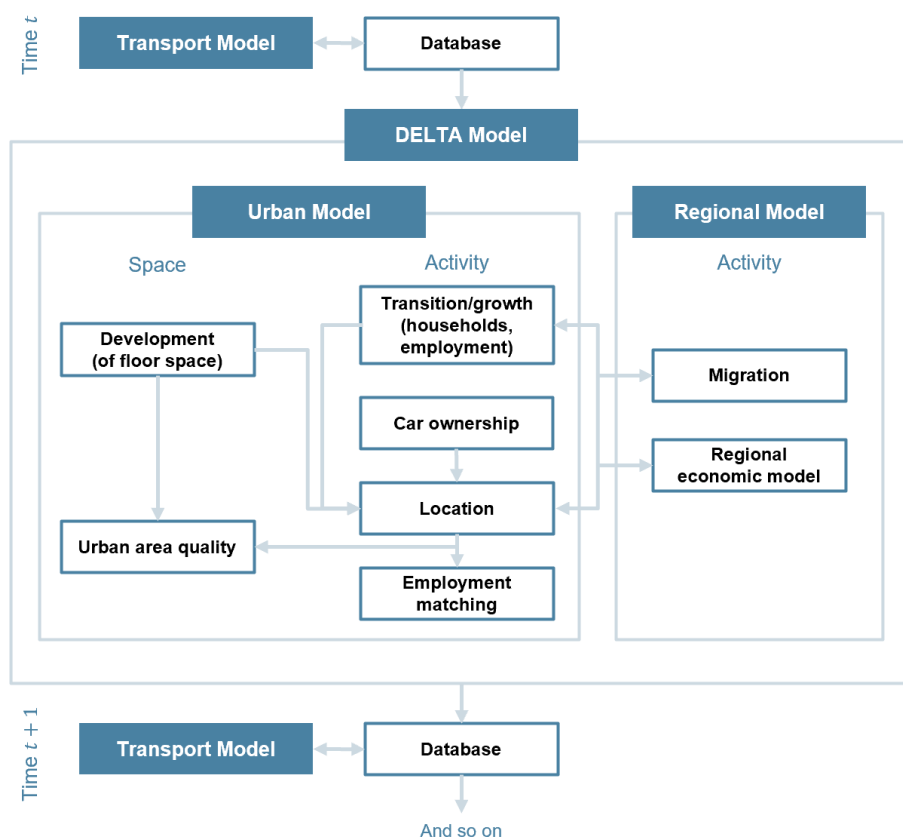 Time t
Transport Model
Database
DELTA Model
Urban Model
Regional Model
Space
Activity
Activity
Transition/growth
(households,
employment)
Development
(of floor space)
Migration
Car ownership
Regional
economic model
Location
Urban area quality
Employment
matching
Time t + 1
Transport Model
Database
And so on